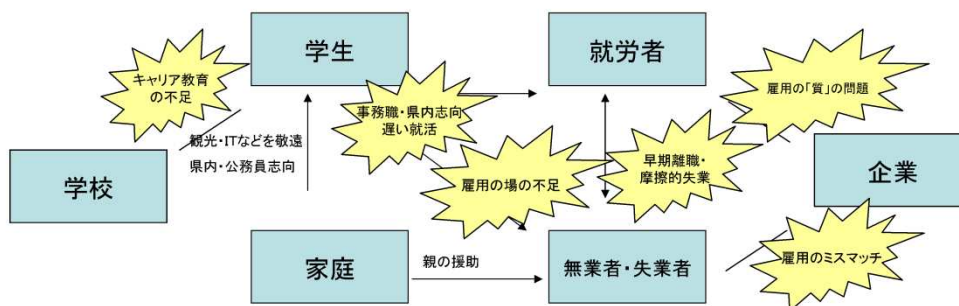 学生
就労者
キャリア教育
の不足
雇用の「質」の問題
事務職・県内志向
遅い就活
観光・ITなどを敬遠
県内・公務員志向
学校
雇用の場の不足
早期離職・
摩擦的失業
企業
家庭
親の援助
無業者・失業者
雇用のミスマッチ